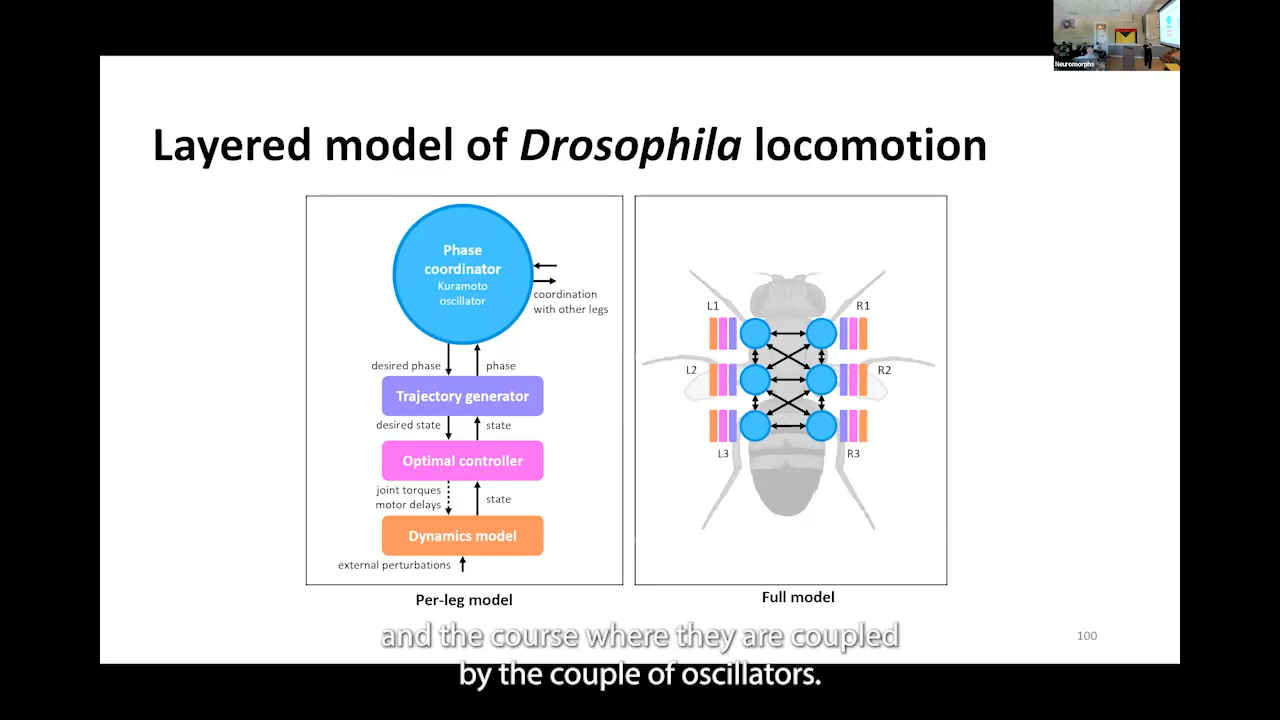 Neuromorphs
Layered model of Drosophila locomotion
Phase
coordinator
Kuramoto
oscillator
coordination
with other legs
desired phase
phase
Trajectory generator
desired state
state
Optimal controller
joint torques
motor delays
state
Dynamics model
external perturbations
Per-leg model
L1
R1
L2
R2
L3
R3
Full model
100
and the course where they are coupled
by the couple of oscillators.